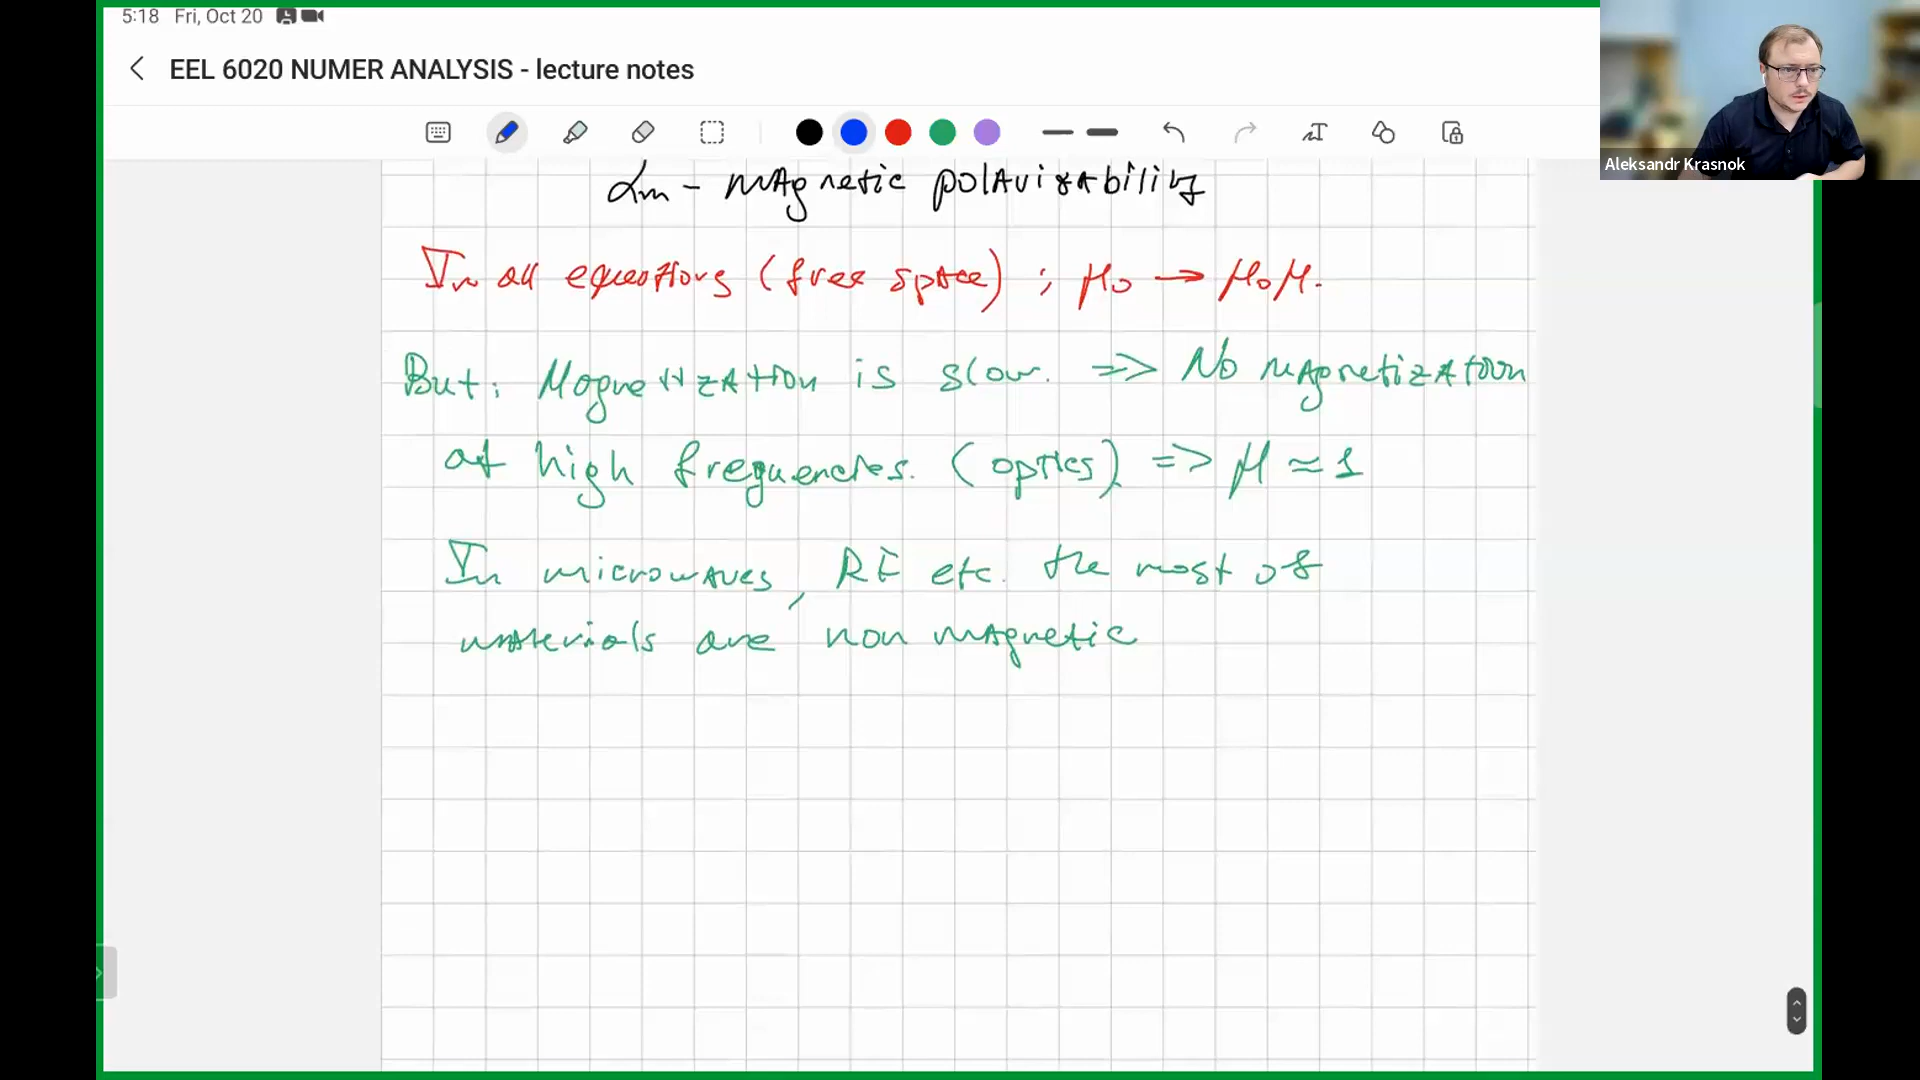 5:18 Fri, Oct 20
EEL 6020 NUMER ANALYSIS - lecture notes
Aleksandr Krasnok
αm - magnetic polarizability
In all equations (free space) ; μ0 → μ0μ.
But: Magnetization is slow. => No magnetization
at high frequencies. (optics) => μ ≈ 1
In microwaves, RF etc. the most of
materials are non magnetic